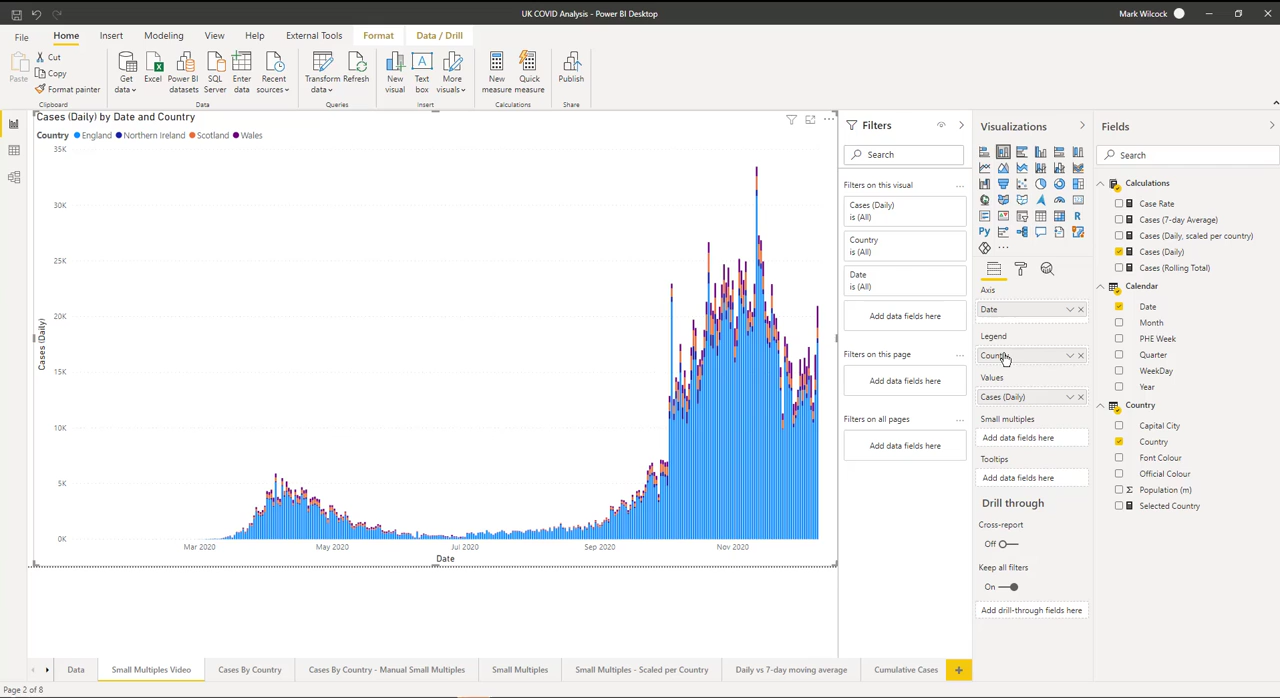 UK COVID Analysis - Power BI Desktop
Mark Wilcock
File
Home
Insert
Modeling
View
Help
External Tools
Format
Data / Drill
Paste
Cut
Copy
Format painter
Clipboard
Get data
Excel
Power BI datasets
SQL Server
Enter data
Recent sources
Data
Transform data
Refresh
Queries
New visual
Text box
More visuals
Insert
New measure
Quick measure
Calculations
Publish
Share
Cases (Daily) by Date and Country
Country England Northern Ireland Scotland Wales
35K
30K
25K
20K
15K
10K
5K
0K
Cases (Daily)
Mar 2020
May 2020
Jul 2020
Sep 2020
Nov 2020
Date
Filters
Search
Filters on this visual
Cases (Daily)
is (All)
Country
is (All)
Date
is (All)
Add data fields here
Filters on this page
Add data fields here
Filters on all pages
Add data fields here
Visualizations
R
Py
Axis
Date
Legend
Country
Values
Cases (Daily)
Small multiples
Add data fields here
Tooltips
Add data fields here
Drill through
Cross-report
Off
Keep all filters
On
Add drill-through fields here
Fields
Search
Calculations
Case Rate
Cases (7-day Average)
Cases (Daily, scaled per country)
Cases (Daily)
Cases (Rolling Total)
Calendar
Date
Month
PHE Week
Quarter
WeekDay
Year
Country
Capital City
Country
Font Colour
Official Colour
Σ Population (m)
Selected Country
Data
Small Multiples Video
Cases By Country
Cases By Country - Manual Small Multiples
Small Multiples
Small Multiples - Scaled per Country
Daily vs 7-day moving average
Cumulative Cases
+
Page 2 of 8